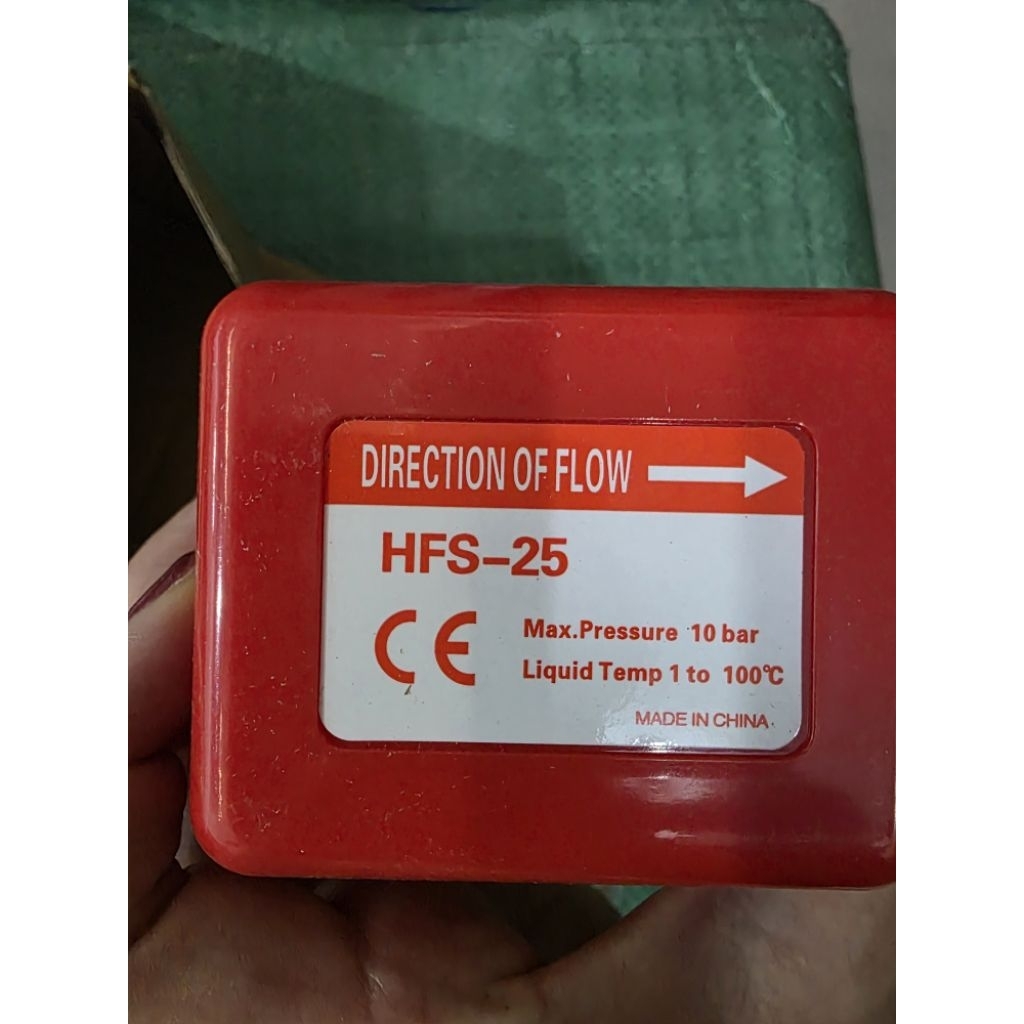 DIRECTION OF FLOW
HFS-25
CE
Max.Pressure 10 bar
Liquid Temp 1 to 100℃
MADE IN CHINA